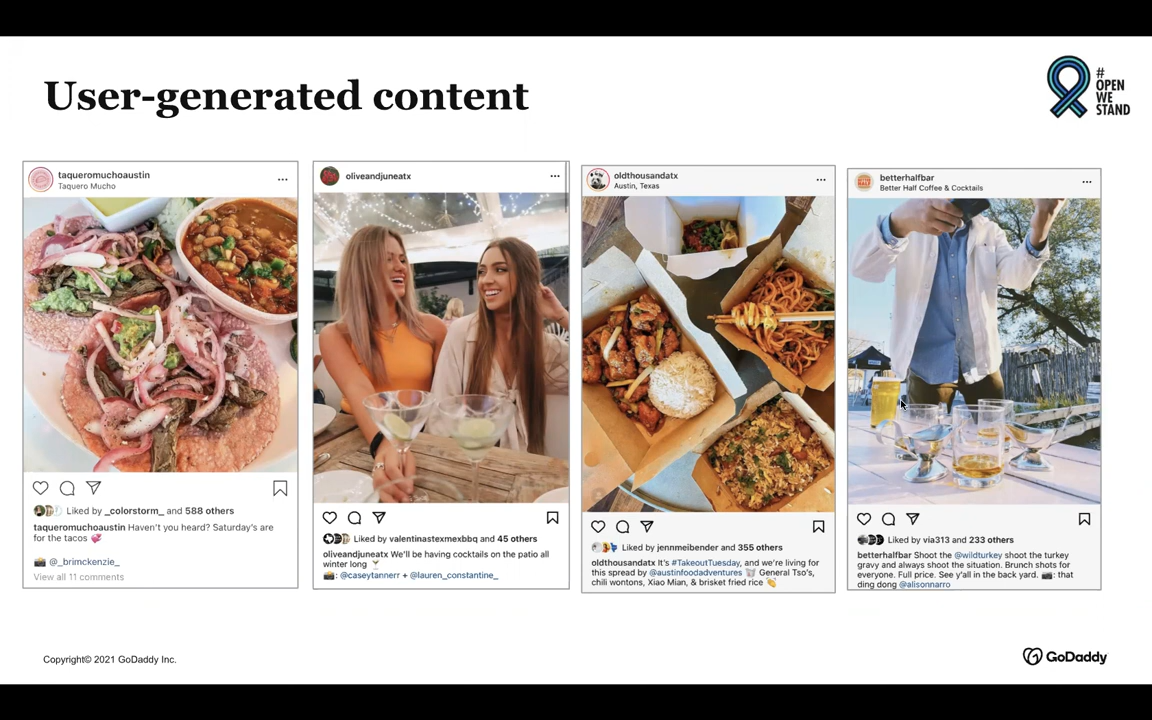 User-generated content
#
OPEN
WE
STAND
taqueromuchoaustin
Taquero Mucho
Liked by _colorstorm_ and 588 others
taqueromuchoaustin Haven't you heard? Saturday's are
for the tacos 💞
📸 @_brimckenzie_
View all 11 comments
oliveandjuneatx
Liked by valentinastexmexbbq and 45 others
oliveandjuneatx We'll be having cocktails on the patio all
winter long 🍸
📸: @caseytannerr + @lauren_constantine_
oldthousandatx
Austin, Texas
Liked by jennmeibender and 355 others
oldthousandatx It's #TakeoutTuesday, and we're living for
this spread by @austinfoodadventures 🥡 General Tso's,
chili wontons, Xiao Mian, & brisket fried rice 👏
betterhalfbar
Better Half Coffee & Cocktails
Liked by via313 and 233 others
betterhalfbar Shoot the @wildturkey shoot the turkey
gravy and always shoot the situation. Brunch shots for
everyone. Full price. See y'all in the back yard. 📷: that
ding dong @alisonnarro
Copyright© 2021 GoDaddy Inc.
GoDaddy